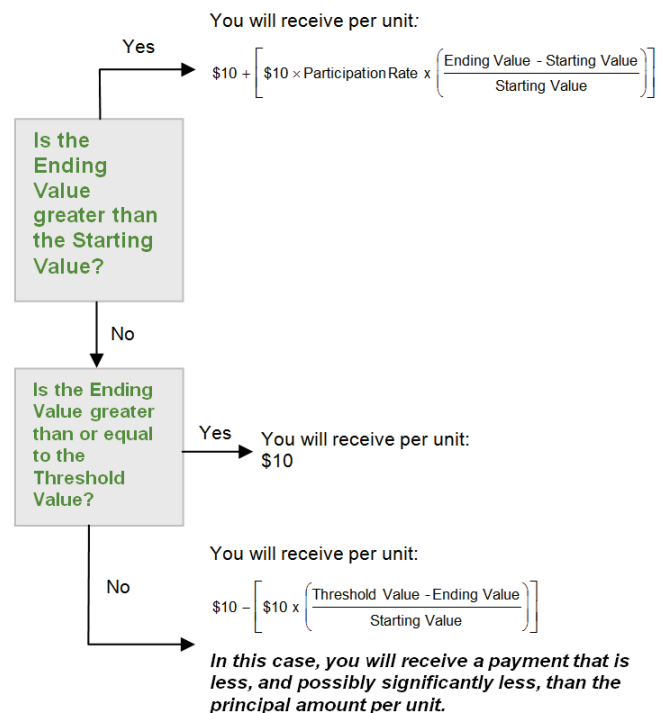 You will receive per unit:
Yes
$10 + [ $10 × Participation Rate x ( Ending Value - Starting Value
Starting Value ) ]
Is the
Ending
Value
greater than
the Starting
Value?
No
Is the Ending
Value greater
than or equal
to the
Threshold
Value?
Yes
You will receive per unit:
$10
You will receive per unit:
No
$10 – [ $10 x ( Threshold Value - Ending Value
Starting Value ) ]
In this case, you will receive a payment that is
less, and possibly significantly less, than the
principal amount per unit.